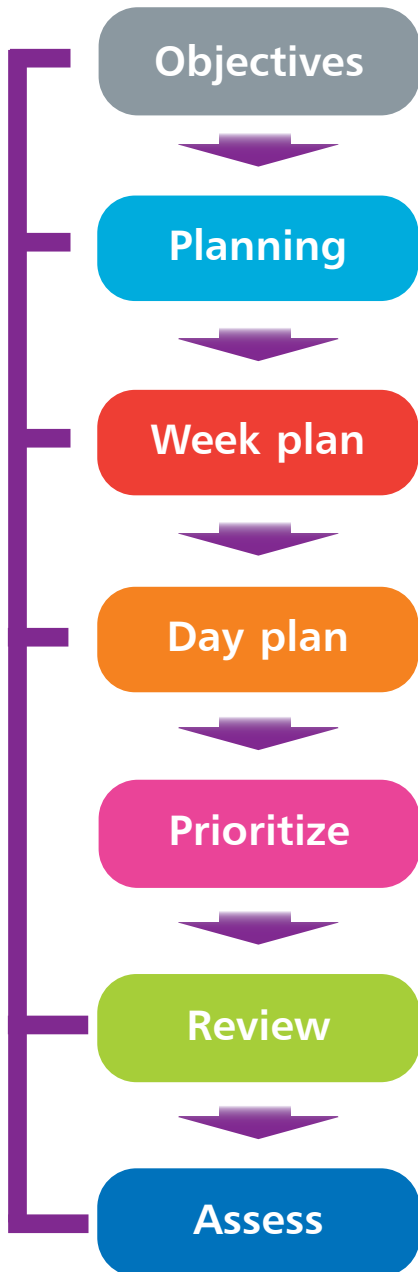 Objectives
Planning
Week plan
Day plan
Prioritize
Review
Assess